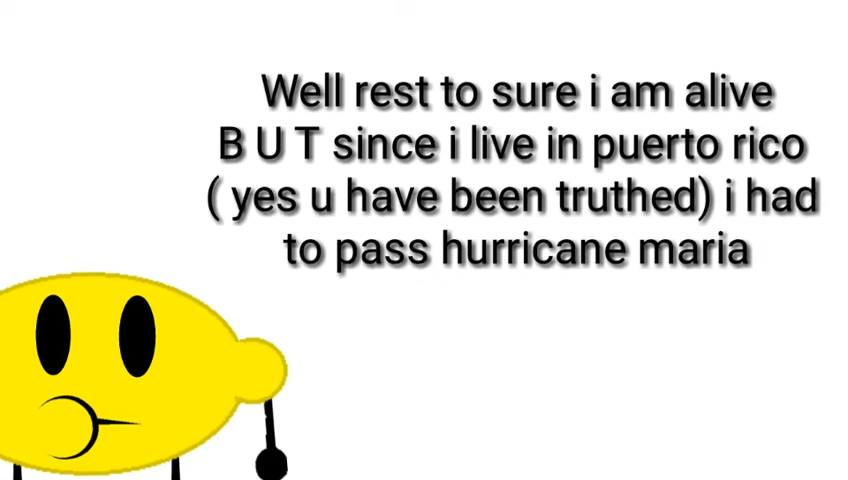 Well rest to sure i am alive
B U T since i live in puerto rico
( yes u have been truthed) i had
to pass hurricane maria